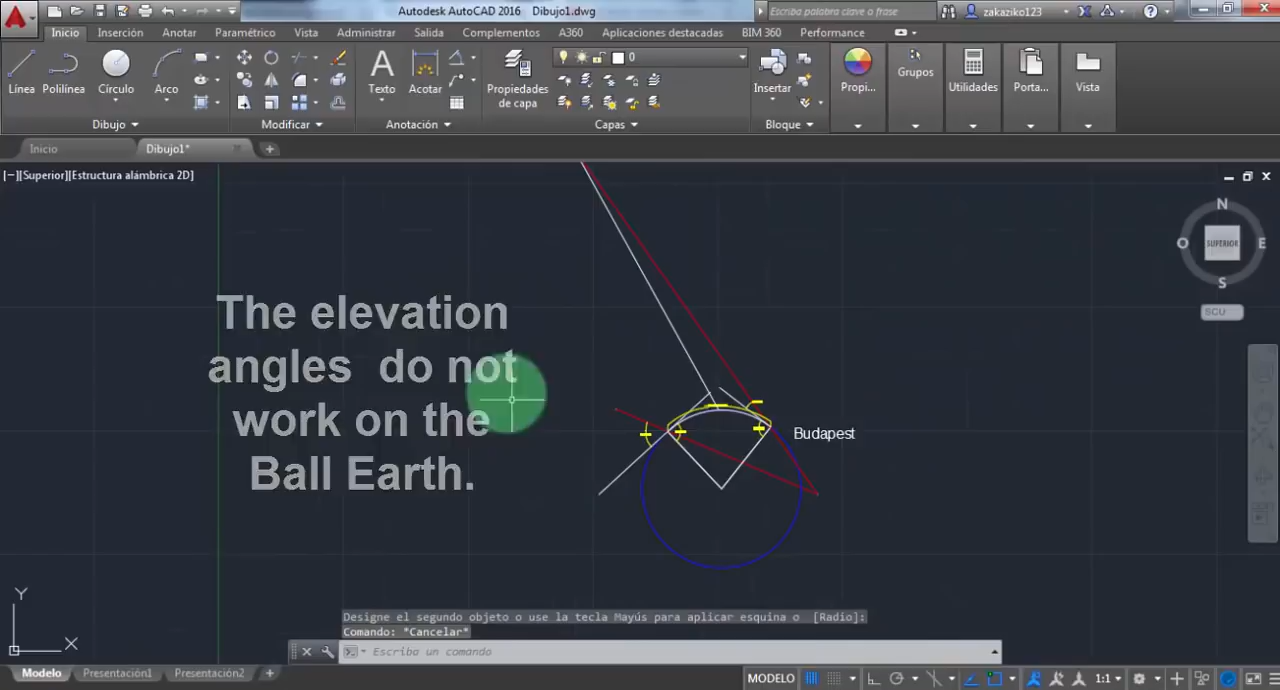 Autodesk AutoCAD 2016 Dibujo1.dwg
Escriba palabra clave o frase
zakaziko123
Inicio Inserción Anotar Paramétrico Vista Administrar Salida Complementos A360 Aplicaciones destacadas BIM 360 Performance
0
Línea Polilínea Círculo Arco
Texto Acotar
Propiedades
de capa
Insertar
Propi...
Grupos
Utilidades
Porta...
Vista
Dibujo Modificar Anotación Capas Bloque
Inicio Dibujo1*
[−][Superior][Estructura alámbrica 2D]
N
O SUPERIOR E
S
SCU
The elevation
angles do not
work on the
Ball Earth.
Budapest
Y
X
Designe el segundo objeto o use la tecla Mayús para aplicar esquina o [Radio]:
Comando: *Cancelar*
Escriba un comando
Modelo Presentación1 Presentación2
MODELO 1:1